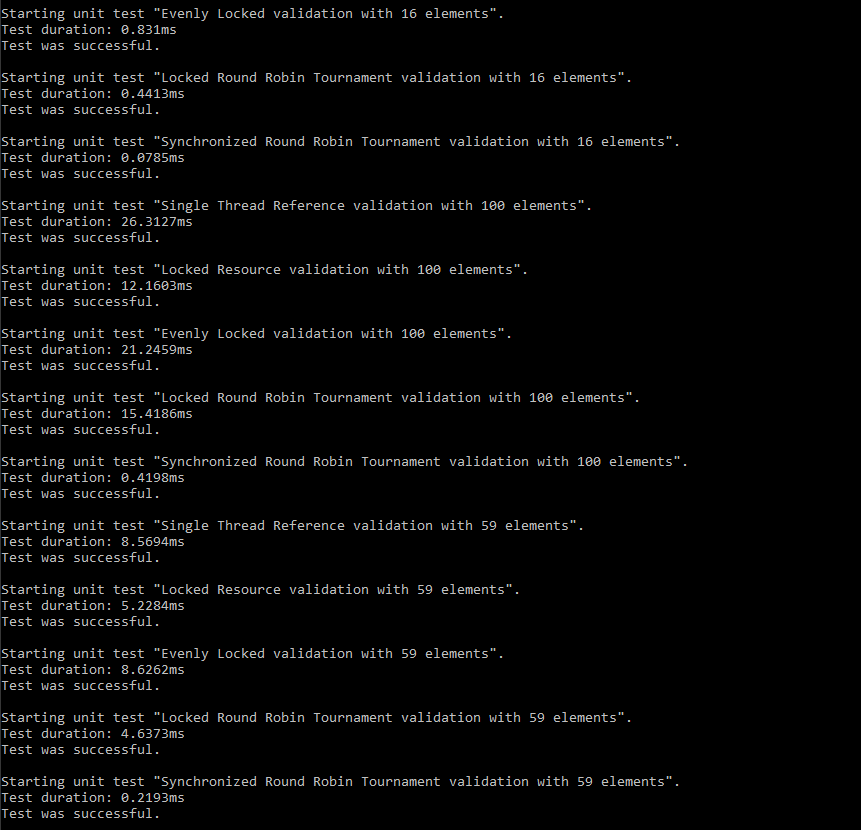 Starting unit test "Evenly Locked validation with 16 elements".
Test duration: 0.831ms
Test was successful.
Starting unit test "Locked Round Robin Tournament validation with 16 elements".
Test duration: 0.4413ms
Test was successful.
Starting unit test "Synchronized Round Robin Tournament validation with 16 elements".
Test duration: 0.0785ms
Test was successful.
Starting unit test "Single Thread Reference validation with 100 elements".
Test duration: 26.3127ms
Test was successful.
Starting unit test "Locked Resource validation with 100 elements".
Test duration: 12.1603ms
Test was successful.
Starting unit test "Evenly Locked validation with 100 elements".
Test duration: 21.2459ms
Test was successful.
Starting unit test "Locked Round Robin Tournament validation with 100 elements".
Test duration: 15.4186ms
Test was successful.
Starting unit test "Synchronized Round Robin Tournament validation with 100 elements".
Test duration: 0.4198ms
Test was successful.
Starting unit test "Single Thread Reference validation with 59 elements".
Test duration: 8.5694ms
Test was successful.
Starting unit test "Locked Resource validation with 59 elements".
Test duration: 5.2284ms
Test was successful.
Starting unit test "Evenly Locked validation with 59 elements".
Test duration: 8.6262ms
Test was successful.
Starting unit test "Locked Round Robin Tournament validation with 59 elements".
Test duration: 4.6373ms
Test was successful.
Starting unit test "Synchronized Round Robin Tournament validation with 59 elements".
Test duration: 0.2193ms
Test was successful.